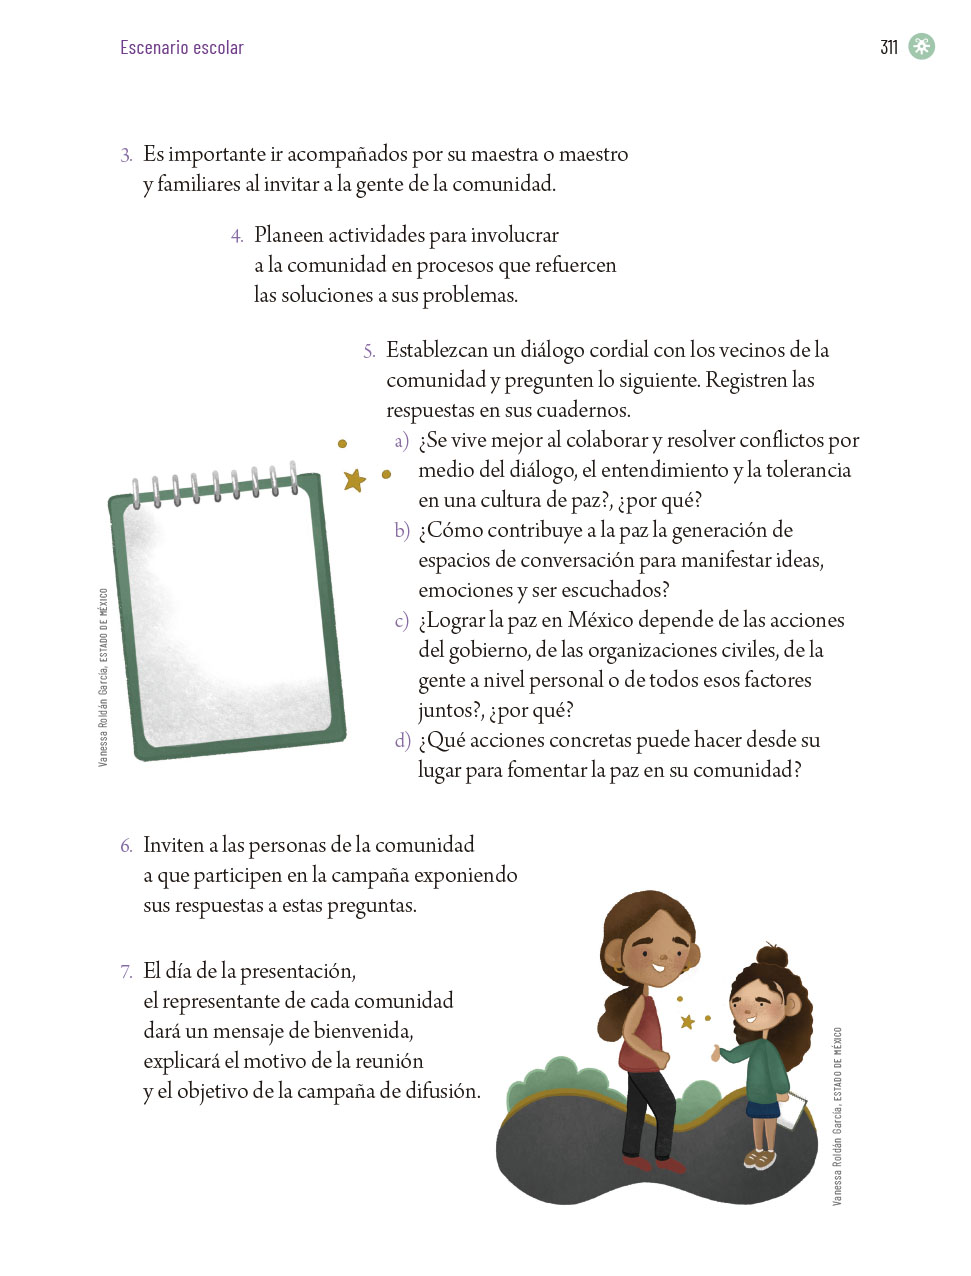 Escenario escolar
311
3. Es importante ir acompañados por su maestra o maestro
y familiares al invitar a la gente de la comunidad.
4. Planeen actividades para involucrar
a la comunidad en procesos que refuercen
las soluciones a sus problemas.
5. Establezcan un diálogo cordial con los vecinos de la
comunidad y pregunten lo siguiente. Registren las
respuestas en sus cuadernos.
a) ¿Se vive mejor al colaborar y resolver conflictos por
medio del diálogo, el entendimiento y la tolerancia
en una cultura de paz?, ¿por qué?
b) ¿Cómo contribuye a la paz la generación de
espacios de conversación para manifestar ideas,
emociones y ser escuchados?
c) ¿Lograr la paz en México depende de las acciones
del gobierno, de las organizaciones civiles, de la
gente a nivel personal o de todos esos factores
juntos?, ¿por qué?
d) ¿Qué acciones concretas puede hacer desde su
lugar para fomentar la paz en su comunidad?
Vanessa Roldán García, ESTADO DE MÉXICO
6. Inviten a las personas de la comunidad
a que participen en la campaña exponiendo
sus respuestas a estas preguntas.
7. El día de la presentación,
el representante de cada comunidad
dará un mensaje de bienvenida,
explicará el motivo de la reunión
y el objetivo de la campaña de difusión.
Vanessa Roldán García, ESTADO DE MÉXICO